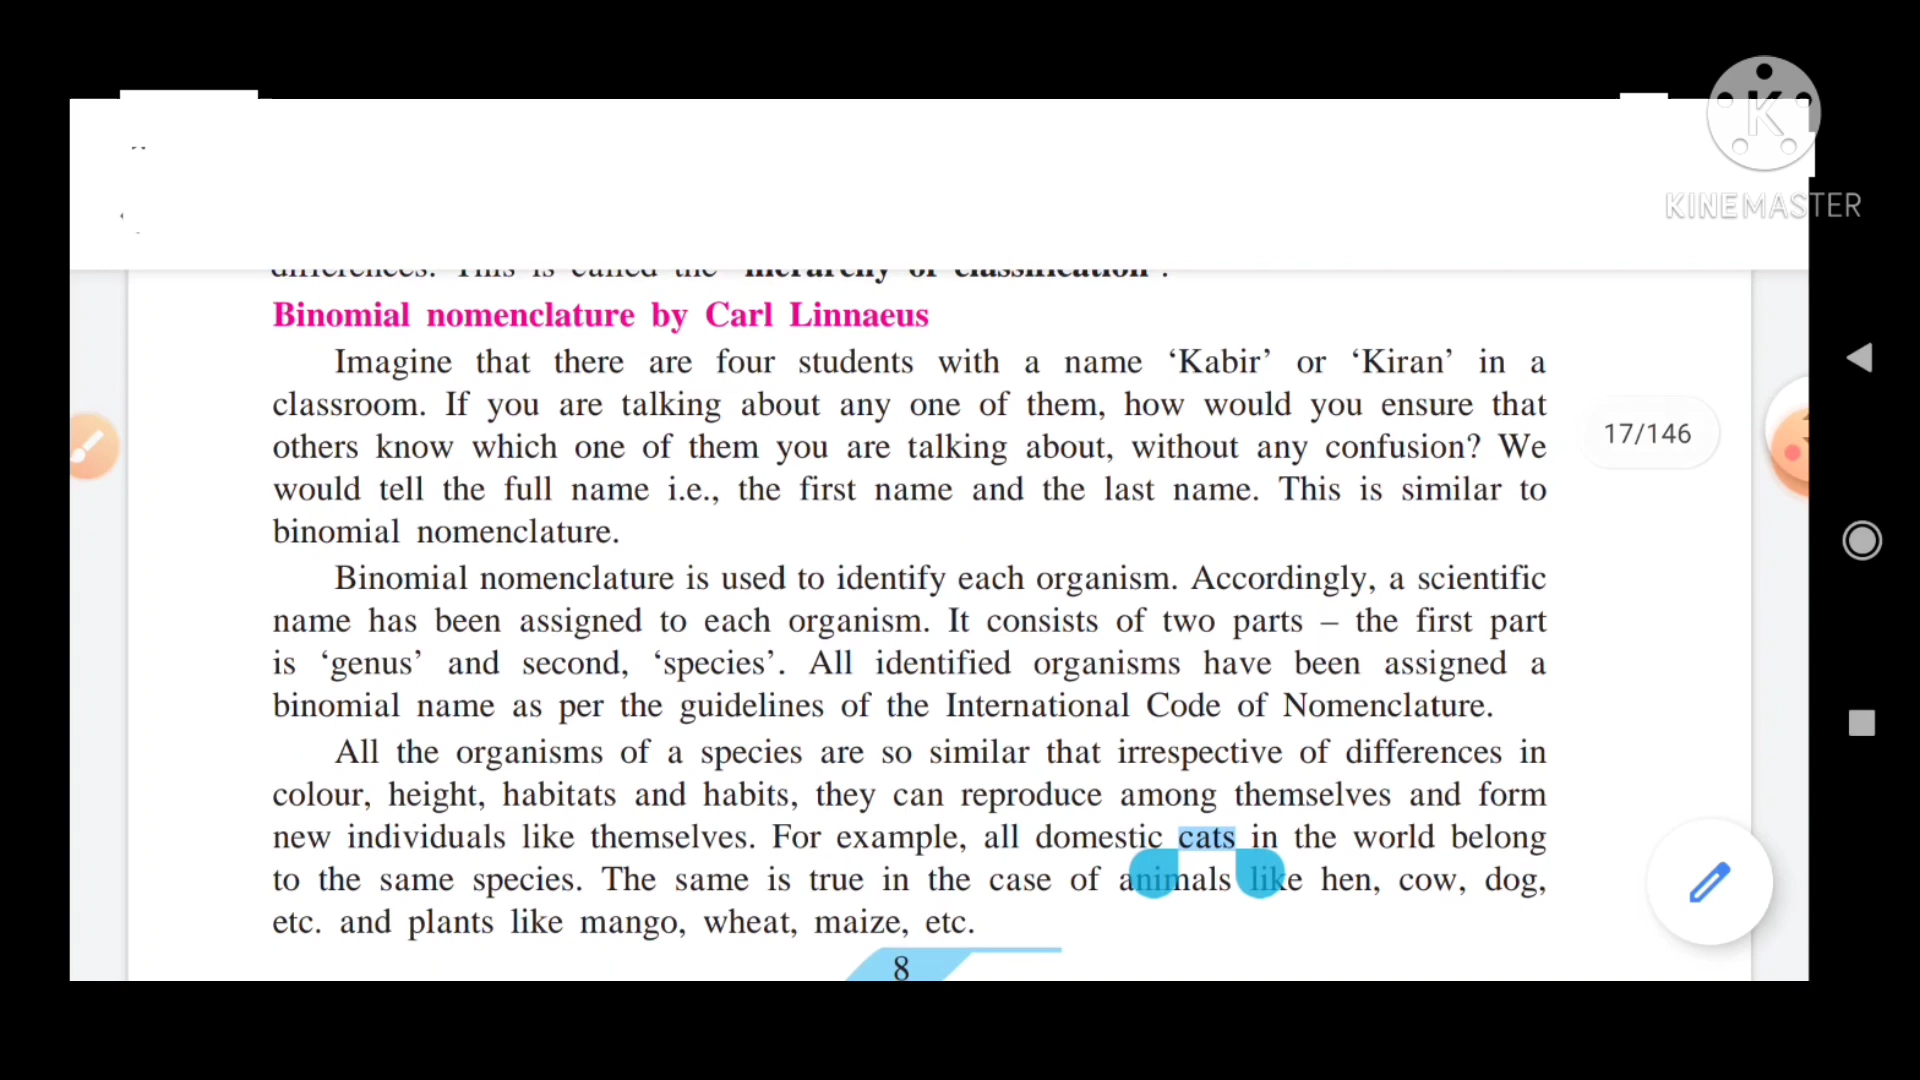 K
KINEMASTER
differences. This is called the 'hierarchy of classification'.
Binomial nomenclature by Carl Linnaeus
Imagine that there are four students with a name ‘Kabir’ or ‘Kiran’ in a
classroom. If you are talking about any one of them, how would you ensure that
others know which one of them you are talking about, without any confusion? We
would tell the full name i.e., the first name and the last name. This is similar to
binomial nomenclature.
17/146
Binomial nomenclature is used to identify each organism. Accordingly, a scientific
name has been assigned to each organism. It consists of two parts – the first part
is ‘genus’ and second, ‘species’. All identified organisms have been assigned a
binomial name as per the guidelines of the International Code of Nomenclature.
All the organisms of a species are so similar that irrespective of differences in
colour, height, habitats and habits, they can reproduce among themselves and form
new individuals like themselves. For example, all domestic cats in the world belong
to the same species. The same is true in the case of animals like hen, cow, dog,
etc. and plants like mango, wheat, maize, etc.
8